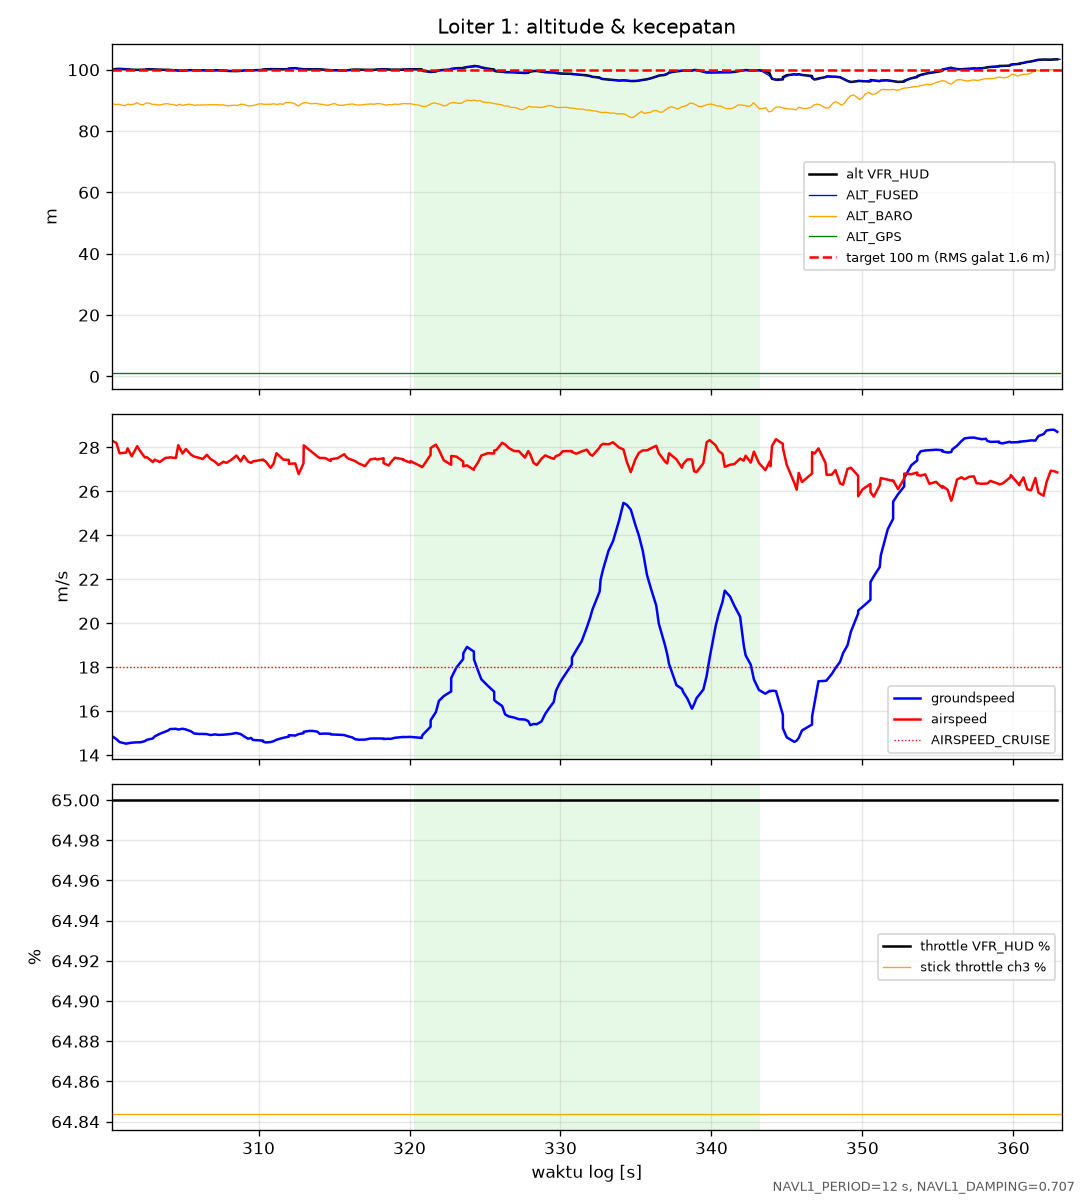 Loiter 1: altitude & kecepatan
100
80
60
40
20
0
m
alt VFR_HUD
ALT_FUSED
ALT_BARO
ALT_GPS
target 100 m (RMS galat 1.6 m)
28
26
24
22
20
18
16
14
m/s
groundspeed
airspeed
AIRSPEED_CRUISE
65.00
64.98
64.96
64.94
64.92
64.90
64.88
64.86
64.84
%
throttle VFR_HUD %
stick throttle ch3 %
310 320 330 340 350 360
waktu log [s]
NAVL1_PERIOD=12 s, NAVL1_DAMPING=0.707